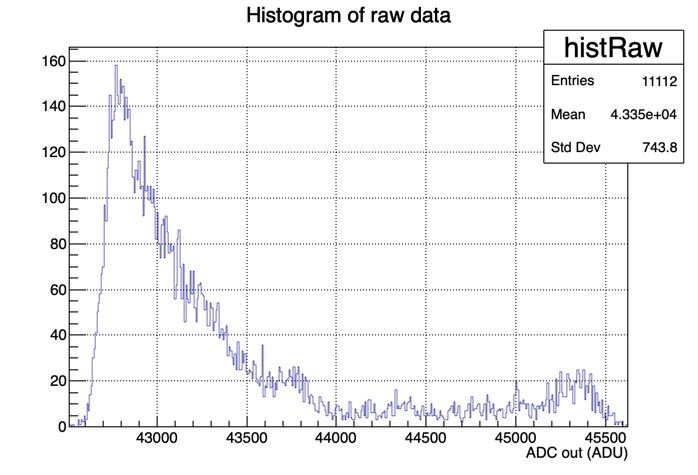 Histogram of raw data
histRaw
Entries 11112
Mean 4.335e+04
Std Dev 743.8
160
140
120
100
80
60
40
20
0
43000 43500 44000 44500 45000 45500
ADC out (ADU)